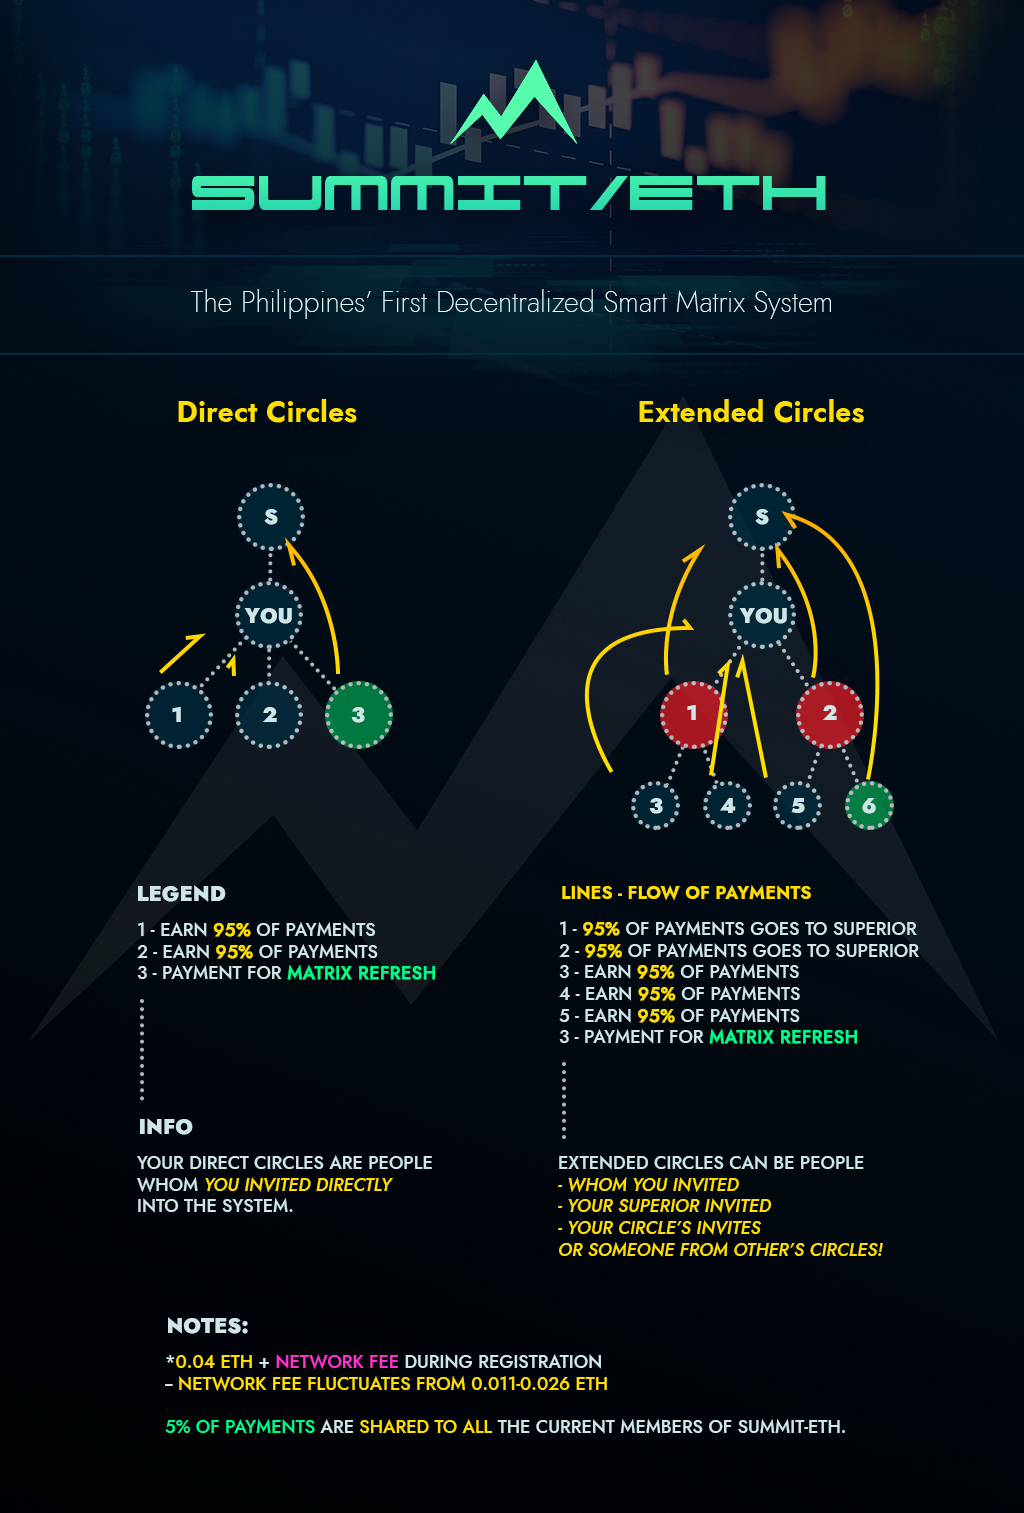 SUMMIT/ETH
The Philippines’ First Decentralized Smart Matrix System
Direct Circles
S
YOU
1
2
3
Extended Circles
S
YOU
1
2
3
4
5
6
LEGEND
1 - EARN 95% OF PAYMENTS
2 - EARN 95% OF PAYMENTS
3 - PAYMENT FOR MATRIX REFRESH
INFO
YOUR DIRECT CIRCLES ARE PEOPLE
WHOM YOU INVITED DIRECTLY
INTO THE SYSTEM.
LINES - FLOW OF PAYMENTS
1 - 95% OF PAYMENTS GOES TO SUPERIOR
2 - 95% OF PAYMENTS GOES TO SUPERIOR
3 - EARN 95% OF PAYMENTS
4 - EARN 95% OF PAYMENTS
5 - EARN 95% OF PAYMENTS
3 - PAYMENT FOR MATRIX REFRESH
EXTENDED CIRCLES CAN BE PEOPLE
- WHOM YOU INVITED
- YOUR SUPERIOR INVITED
- YOUR CIRCLE’S INVITES
OR SOMEONE FROM OTHER’S CIRCLES!
NOTES:
*0.04 ETH + NETWORK FEE DURING REGISTRATION
– NETWORK FEE FLUCTUATES FROM 0.011-0.026 ETH
5% OF PAYMENTS ARE SHARED TO ALL THE CURRENT MEMBERS OF SUMMIT-ETH.